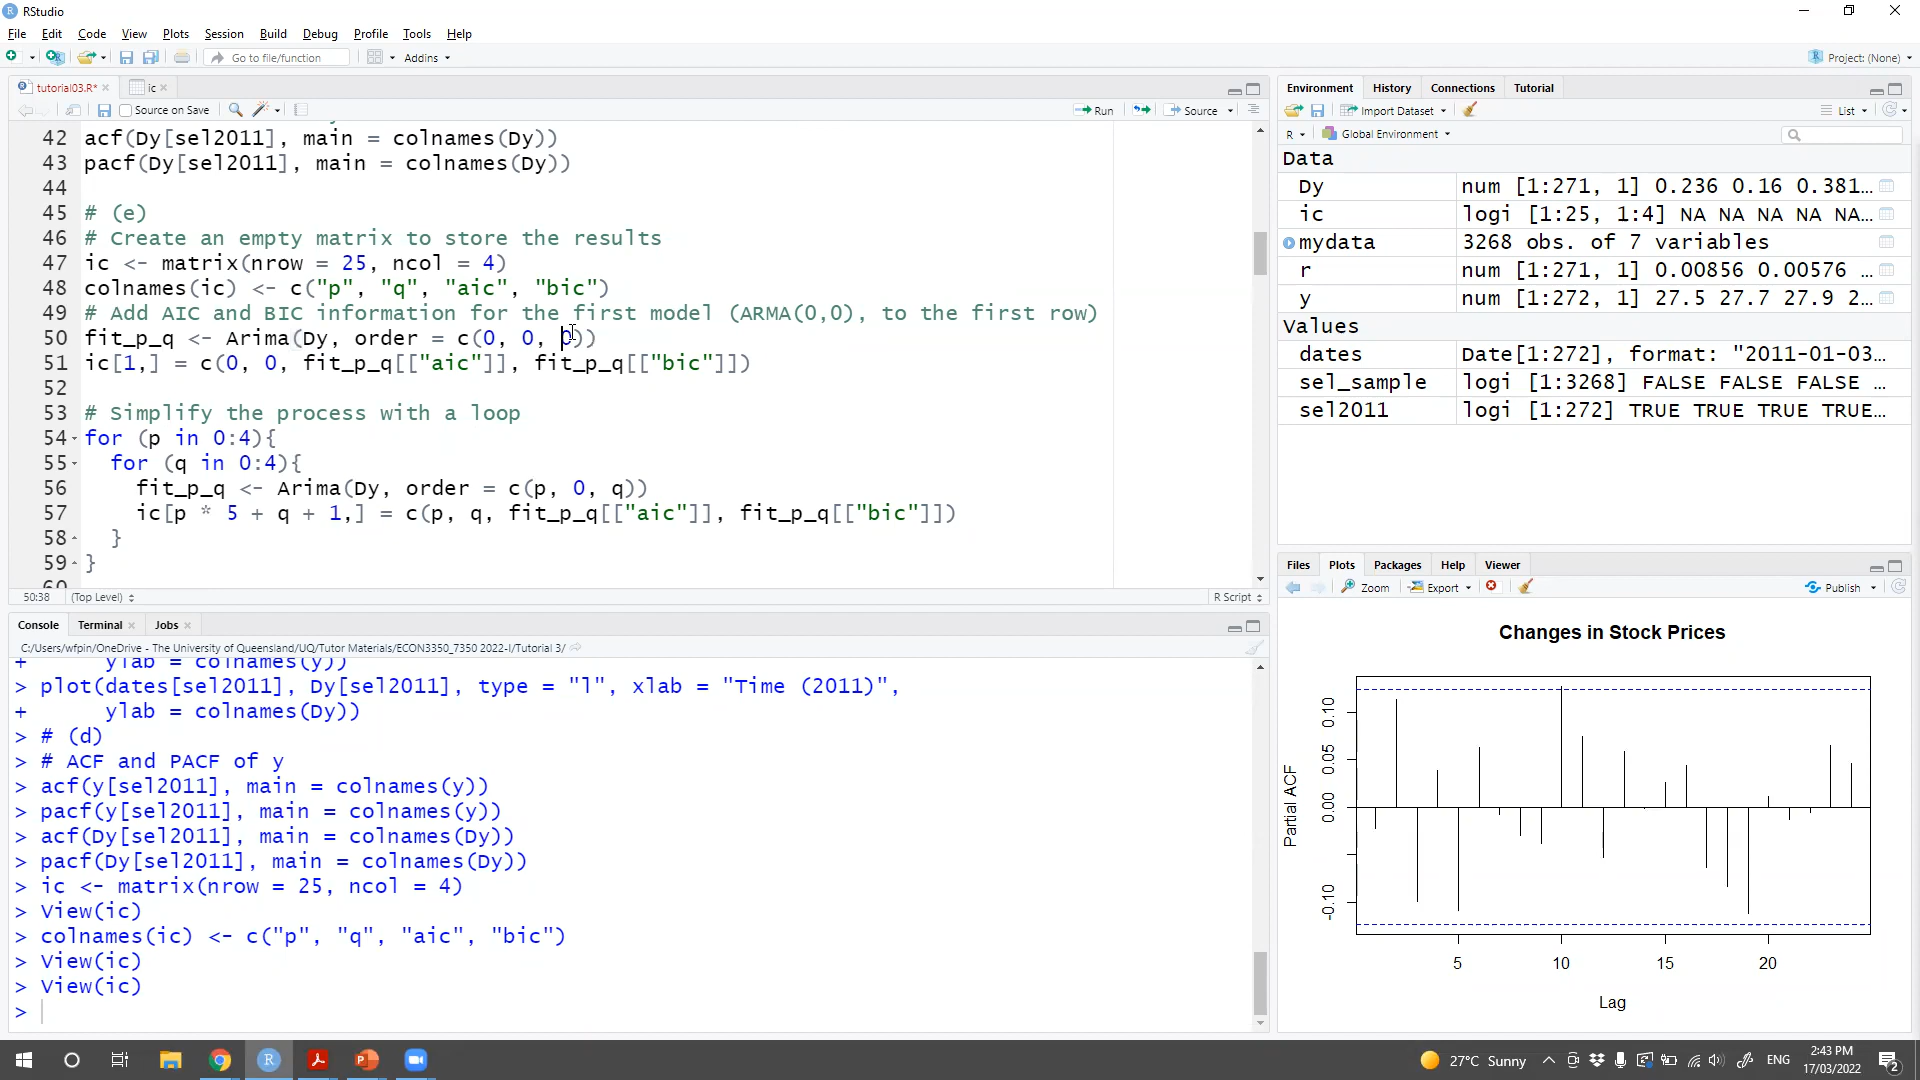 RStudio
File Edit Code View Plots Session Build Debug Profile Tools Help
Go to file/function Addins Project: (None)
tutorial03.R* ic
Source on Save Run Source
42 acf(Dy[sel2011], main = colnames(Dy))
43 pacf(Dy[sel2011], main = colnames(Dy))
44
45 # (e)
46 # Create an empty matrix to store the results
47 ic <- matrix(nrow = 25, ncol = 4)
48 colnames(ic) <- c("p", "q", "aic", "bic")
49 # Add AIC and BIC information for the first model (ARMA(0,0), to the first row)
50 fit_p_q <- Arima(Dy, order = c(0, 0, 0))
51 ic[1,] = c(0, 0, fit_p_q[["aic"]], fit_p_q[["bic"]])
52
53 # Simplify the process with a loop
54 for (p in 0:4){
55 for (q in 0:4){
56 fit_p_q <- Arima(Dy, order = c(p, 0, q))
57 ic[p * 5 + q + 1,] = c(p, q, fit_p_q[["aic"]], fit_p_q[["bic"]])
58 }
59 }
60
50:38 (Top Level) R Script
Console Terminal Jobs
C:/Users/wfpin/OneDrive - The University of Queensland/UQ/Tutor Materials/ECON3350_7350 2022-I/Tutorial 3/
+ ylab = colnames(y))
> plot(dates[sel2011], Dy[sel2011], type = "l", xlab = "Time (2011)",
+ ylab = colnames(Dy))
> # (d)
> # ACF and PACF of y
> acf(y[sel2011], main = colnames(y))
> pacf(y[sel2011], main = colnames(y))
> acf(Dy[sel2011], main = colnames(Dy))
> pacf(Dy[sel2011], main = colnames(Dy))
> ic <- matrix(nrow = 25, ncol = 4)
> View(ic)
> colnames(ic) <- c("p", "q", "aic", "bic")
> View(ic)
> View(ic)
>
Environment History Connections Tutorial
Import Dataset List
R Global Environment
Data
Dy num [1:271, 1] 0.236 0.16 0.381…
ic logi [1:25, 1:4] NA NA NA NA NA…
mydata 3268 obs. of 7 variables
r num [1:271, 1] 0.00856 0.00576 …
y num [1:272, 1] 27.5 27.7 27.9 2…
Values
dates Date[1:272], format: "2011-01-03…
sel_sample logi [1:3268] FALSE FALSE FALSE …
sel2011 logi [1:272] TRUE TRUE TRUE TRUE…
Files Plots Packages Help Viewer
Zoom Export Publish
Changes in Stock Prices
Partial ACF
0.10
0.05
0.00
-0.10
5 10 15 20
Lag
27°C Sunny ENG 2:43 PM
17/03/2022
2